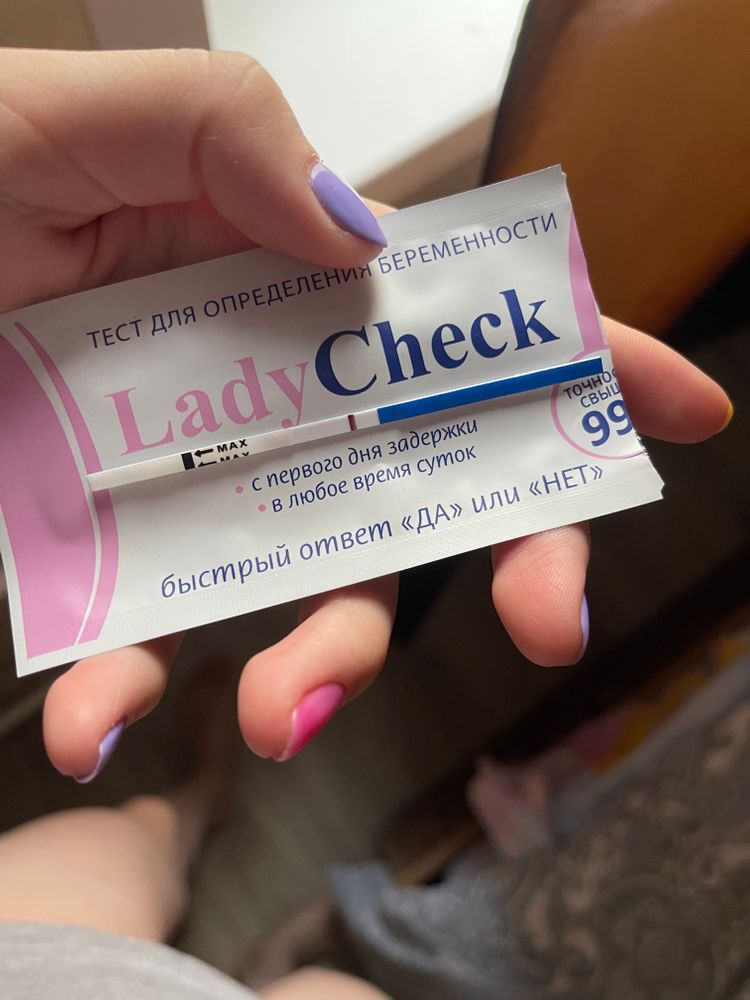 ТЕСТ ДЛЯ ОПРЕДЕЛЕНИЯ БЕРЕМЕННОСТИ
LadyCheck
MAX
MAX
• с первого дня задержки
• в любое время суток
99
быстрый ответ «ДА» или «НЕТ»